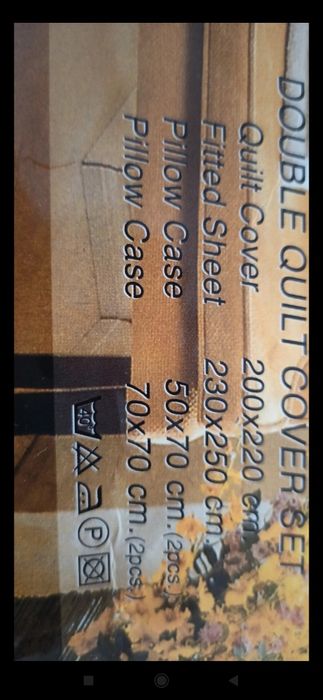 DOUBLE QUILT COVER SET
Quilt Cover 200x220 cm.
Fitted Sheet 230x250 cm.
Pillow Case 50x70 cm.(2pcs.)
Pillow Case 70x70 cm.(2pcs.)
40° P